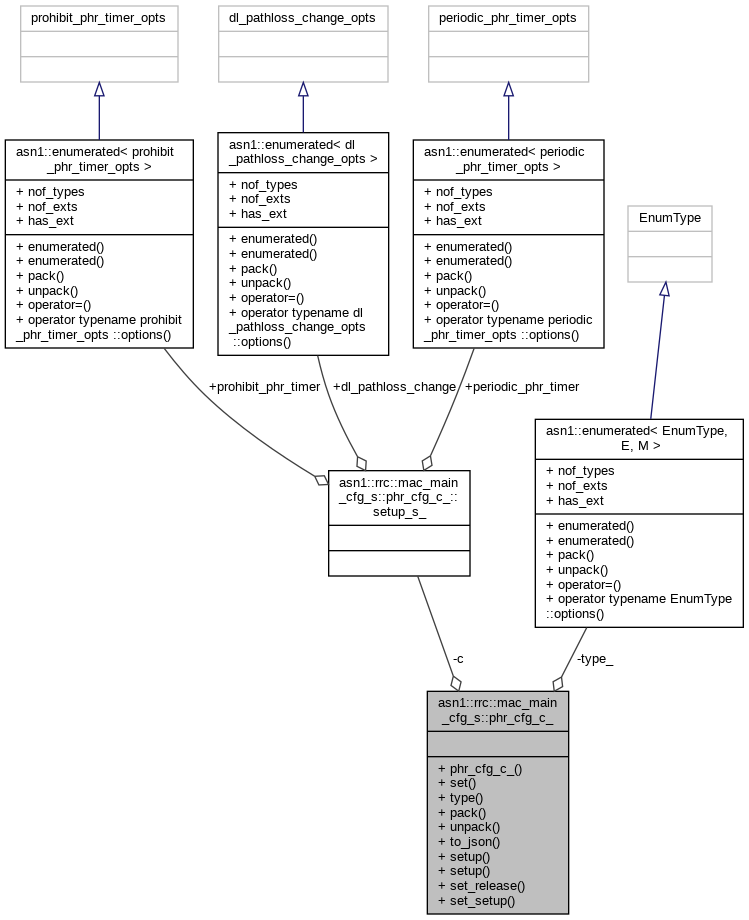 prohibit_phr_timer_opts
dl_pathloss_change_opts
periodic_phr_timer_opts
asn1::enumerated< prohibit
_phr_timer_opts >
+ nof_types
+ nof_exts
+ has_ext
+ enumerated()
+ enumerated()
+ pack()
+ unpack()
+ operator=()
+ operator typename prohibit
_phr_timer_opts ::options()
asn1::enumerated< dl
_pathloss_change_opts >
+ nof_types
+ nof_exts
+ has_ext
+ enumerated()
+ enumerated()
+ pack()
+ unpack()
+ operator=()
+ operator typename dl
_pathloss_change_opts
::options()
asn1::enumerated< periodic
_phr_timer_opts >
+ nof_types
+ nof_exts
+ has_ext
+ enumerated()
+ enumerated()
+ pack()
+ unpack()
+ operator=()
+ operator typename periodic
_phr_timer_opts ::options()
EnumType
+prohibit_phr_timer
+dl_pathloss_change
+periodic_phr_timer
asn1::enumerated< EnumType,
E, M >
+ nof_types
+ nof_exts
+ has_ext
+ enumerated()
+ enumerated()
+ pack()
+ unpack()
+ operator=()
+ operator typename EnumType
::options()
asn1::rrc::mac_main
_cfg_s::phr_cfg_c_::
setup_s_
-c
-type_
asn1::rrc::mac_main
_cfg_s::phr_cfg_c_
+ phr_cfg_c_()
+ set()
+ type()
+ pack()
+ unpack()
+ to_json()
+ setup()
+ setup()
+ set_release()
+ set_setup()